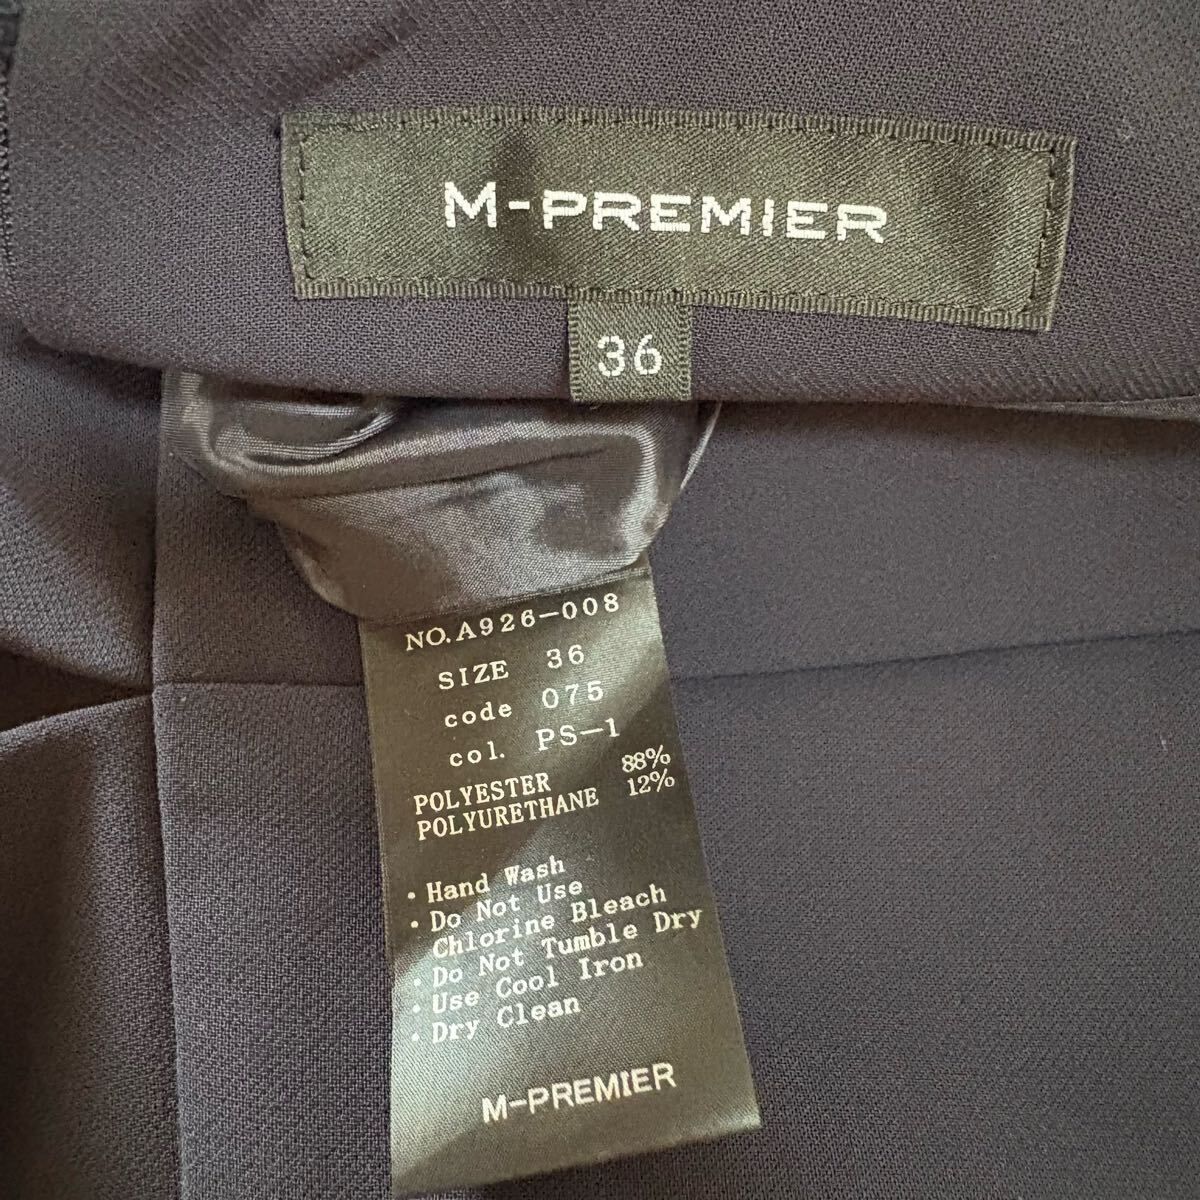 M-PREMIER
36
NO.A926-008
SIZE 36
code 075
col. PS-1
POLYESTER 88%
POLYURETHANE 12%
· Hand Wash
· Do Not Use
Chlorine Bleach
· Do Not Tumble Dry
· Use Cool Iron
· Dry Clean
M-PREMIER